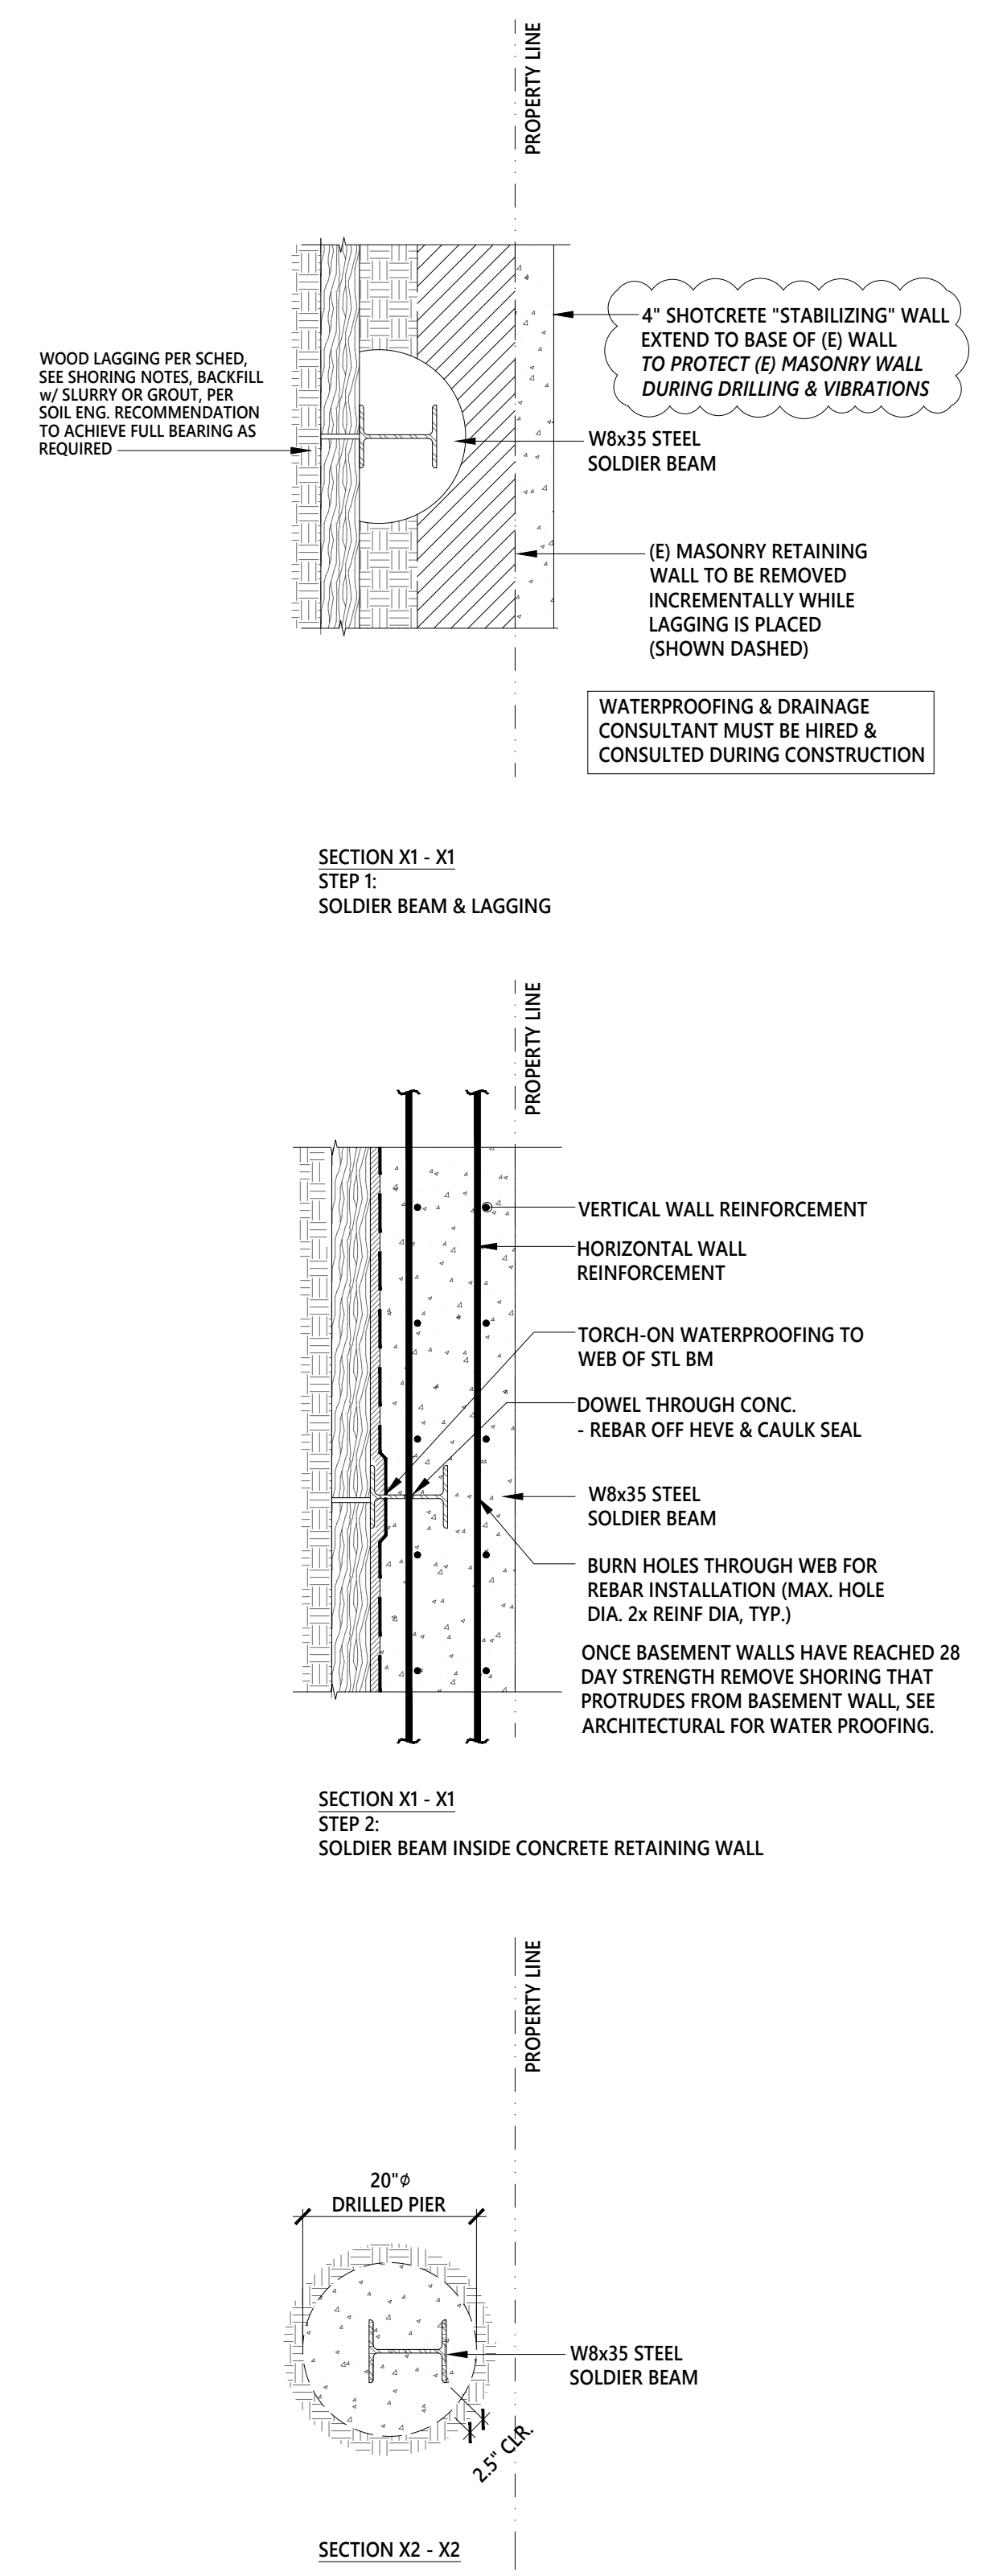 PROPERTY LINE
4" SHOTCRETE "STABILIZING" WALL
EXTEND TO BASE OF (E) WALL
TO PROTECT (E) MASONRY WALL
DURING DRILLING & VIBRATIONS
WOOD LAGGING PER SCHED,
SEE SHORING NOTES, BACKFILL
w/ SLURRY OR GROUT, PER
SOIL ENG. RECOMMENDATION
TO ACHIEVE FULL BEARING AS
REQUIRED
W8x35 STEEL
SOLDIER BEAM
(E) MASONRY RETAINING
WALL TO BE REMOVED
INCREMENTALLY WHILE
LAGGING IS PLACED
(SHOWN DASHED)
WATERPROOFING & DRAINAGE
CONSULTANT MUST BE HIRED &
CONSULTED DURING CONSTRUCTION
SECTION X1 - X1
STEP 1:
SOLDIER BEAM & LAGGING
PROPERTY LINE
VERTICAL WALL REINFORCEMENT
HORIZONTAL WALL
REINFORCEMENT
TORCH-ON WATERPROOFING TO
WEB OF STL BM
DOWEL THROUGH CONC.
- REBAR OFF HEVE & CAULK SEAL
W8x35 STEEL
SOLDIER BEAM
BURN HOLES THROUGH WEB FOR
REBAR INSTALLATION (MAX. HOLE
DIA. 2x REINF DIA, TYP.)
ONCE BASEMENT WALLS HAVE REACHED 28
DAY STRENGTH REMOVE SHORING THAT
PROTRUDES FROM BASEMENT WALL, SEE
ARCHITECTURAL FOR WATER PROOFING.
SECTION X1 - X1
STEP 2:
SOLDIER BEAM INSIDE CONCRETE RETAINING WALL
PROPERTY LINE
20"ϕ
DRILLED PIER
W8x35 STEEL
SOLDIER BEAM
2.5" CLR.
SECTION X2 - X2